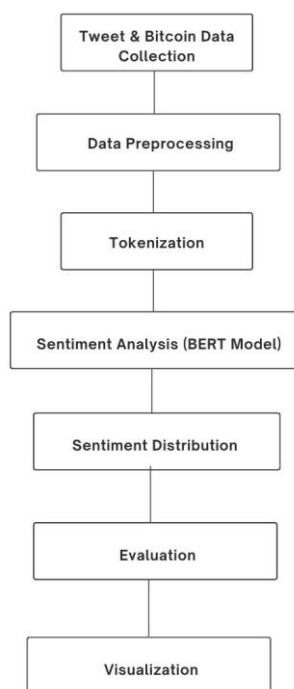 Tweet & Bitcoin Data
Collection
Data Preprocessing
Tokenization
Sentiment Analysis (BERT Model)
Sentiment Distribution
Evaluation
Visualization